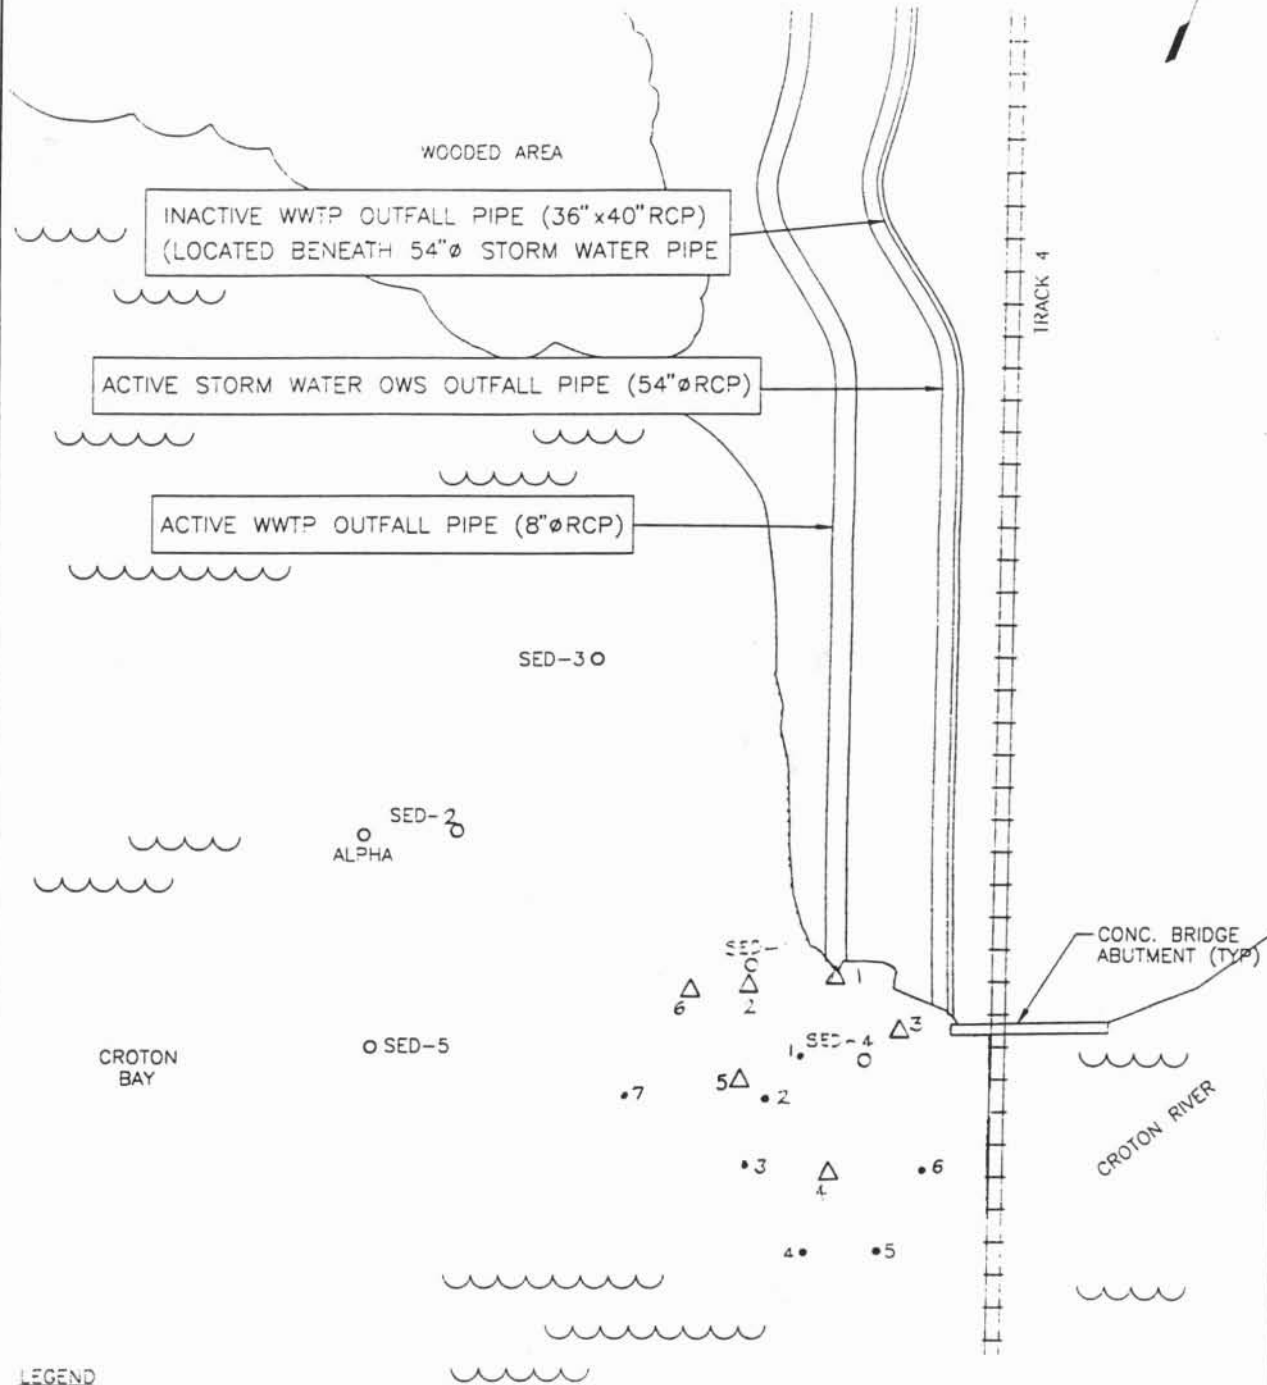 WOODED AREA
INACTIVE WWTP OUTFALL PIPE (36"x40"RCP)
(LOCATED BENEATH 54"ø STORM WATER PIPE
TRACK 4
ACTIVE STORM WATER OWS OUTFALL PIPE (54"øRCP)
ACTIVE WWTP OUTFALL PIPE (8"øRCP)
SED-3
SED-2
ALPHA
CONC. BRIDGE
ABUTMENT (TYP)
SED-
1
6
2
3
SED-4
1
SED-5
CROTON
BAY
5
2
7
CROTON RIVER
3
6
4
4
5
LEGEND